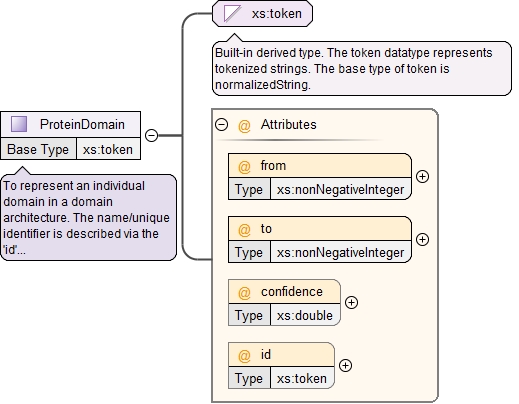 xs:token
Built-in derived type. The token datatype represents
tokenized strings. The base type of token is
normalizedString.
ProteinDomain
Base Type xs:token
To represent an individual
domain in a domain
architecture. The name/unique
identifier is described via the
'id'...
@ Attributes
@ from
Type xs:nonNegativeInteger
@ to
Type xs:nonNegativeInteger
@ confidence
Type xs:double
@ id
Type xs:token